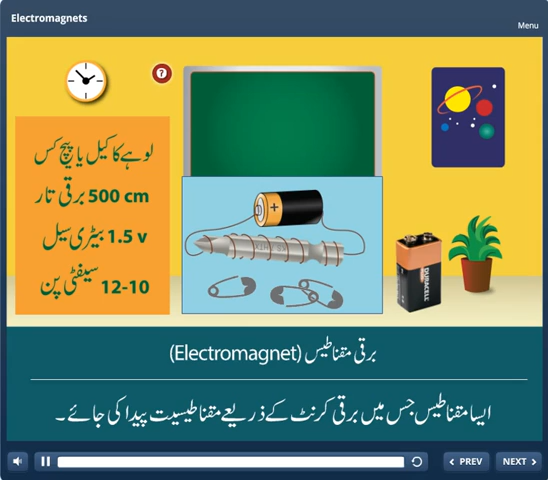 Electromagnets
Menu
?
لوہے کا کیل یا پیچ کس
500 cm برقی تار
1.5 v بیٹری سیل
12-10 سیفٹی پن
+
DURACELL
برقی مقناطیس (Electromagnet)
ایسا مقناطیس جس میں برقی کرنٹ کے ذریعے مقناطیسیت پیدا کی جائے۔
PREV
NEXT